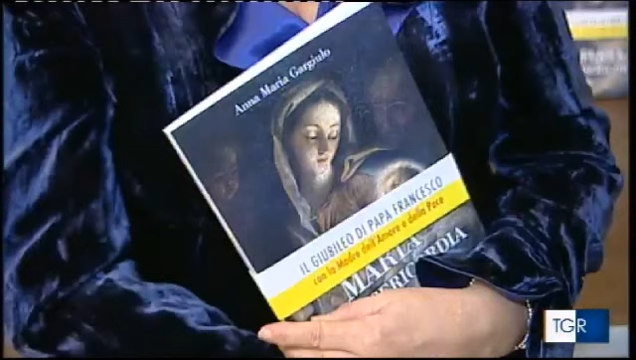 Anna Maria Gargiulo
IL GIUBILEO DI PAPA FRANCESCO
con la Madre dell'Amore e della Pace
MARIA
TGR